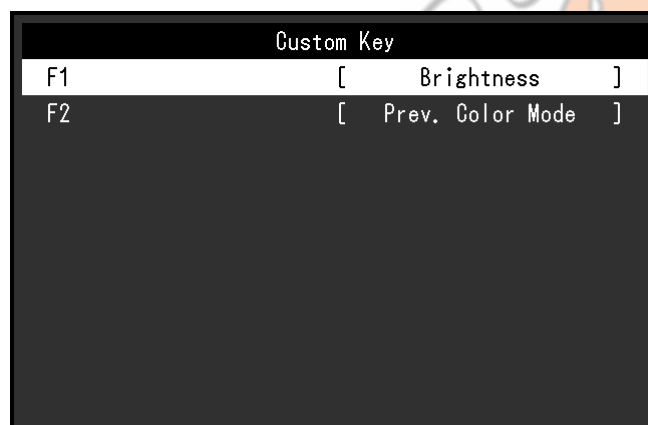 Custom Key
F1 [ Brightness ]
F2 [ Prev. Color Mode ]